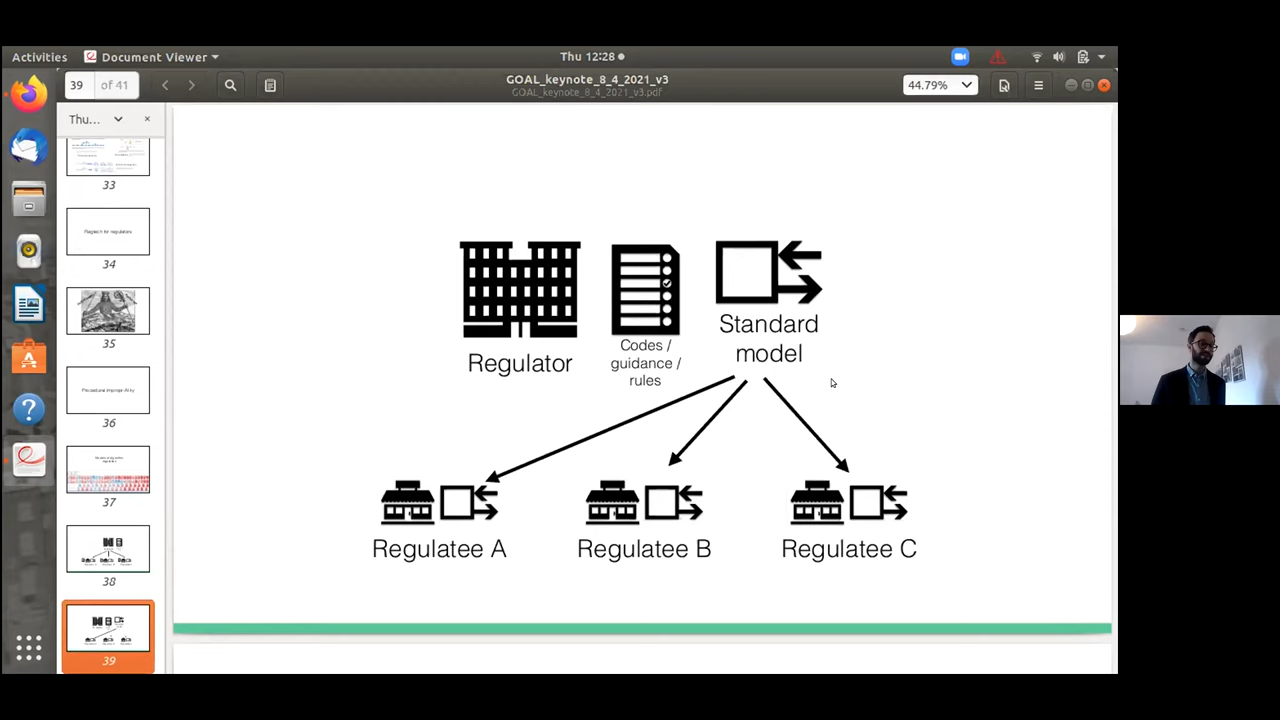 Activities
Document Viewer
Thu 12:28
39
of 41
GOAL_keynote_8_4_2021_v3
GOAL_keynote_8_4_2021_v3.pdf
44.79%
Thu...
33
34
35
36
37
38
39
Regulator
Codes /
guidance /
rules
Standard
model
Regulatee A
Regulatee B
Regulatee C